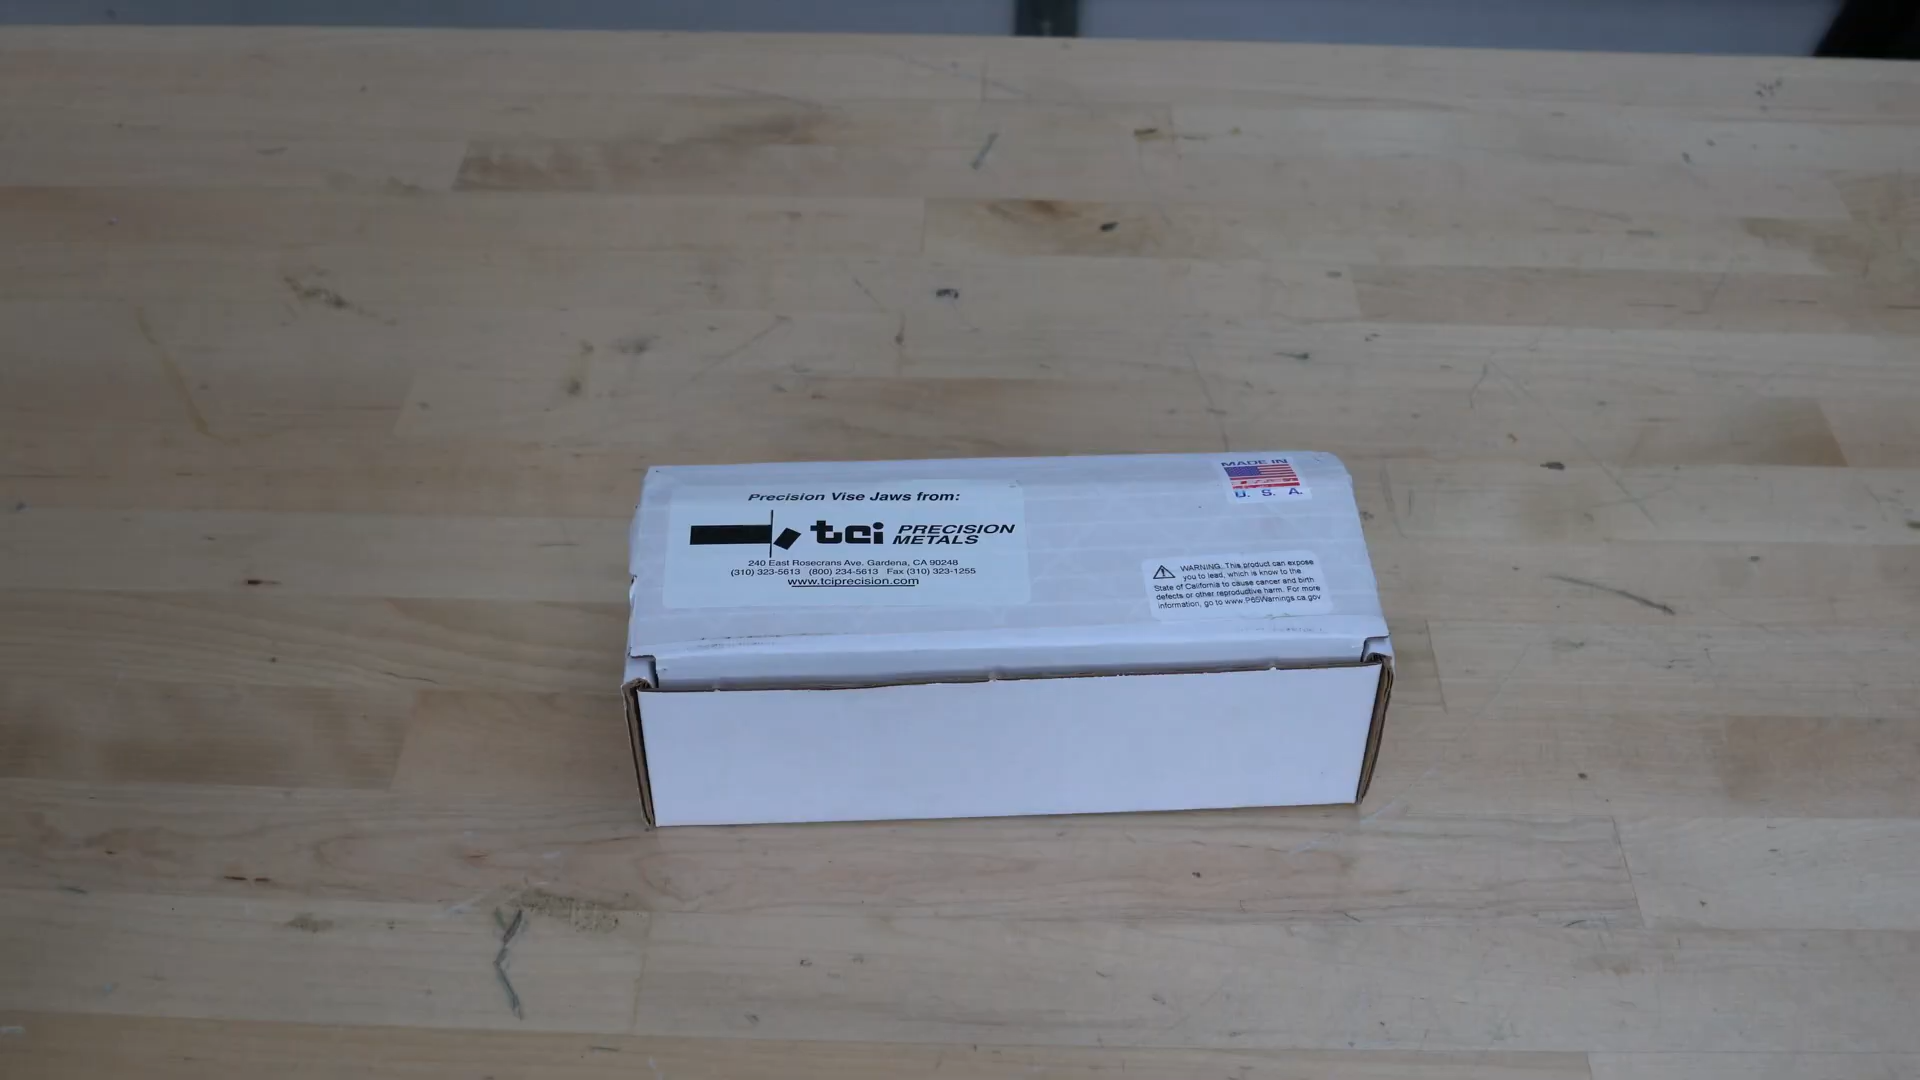 Precision Vise Jaws from:
tci PRECISION METALS
240 East Rosecrans Ave. Gardena, CA 90248
(310) 323-5613 (800) 234-5613 Fax (310) 323-1255
www.tciprecision.com
MADE IN
U. S. A.
WARNING. This product can expose
you to lead, which is know to the
State of California to cause cancer and birth
defects or other reproductive harm. For more
information, go to www.P65Warnings.ca.gov